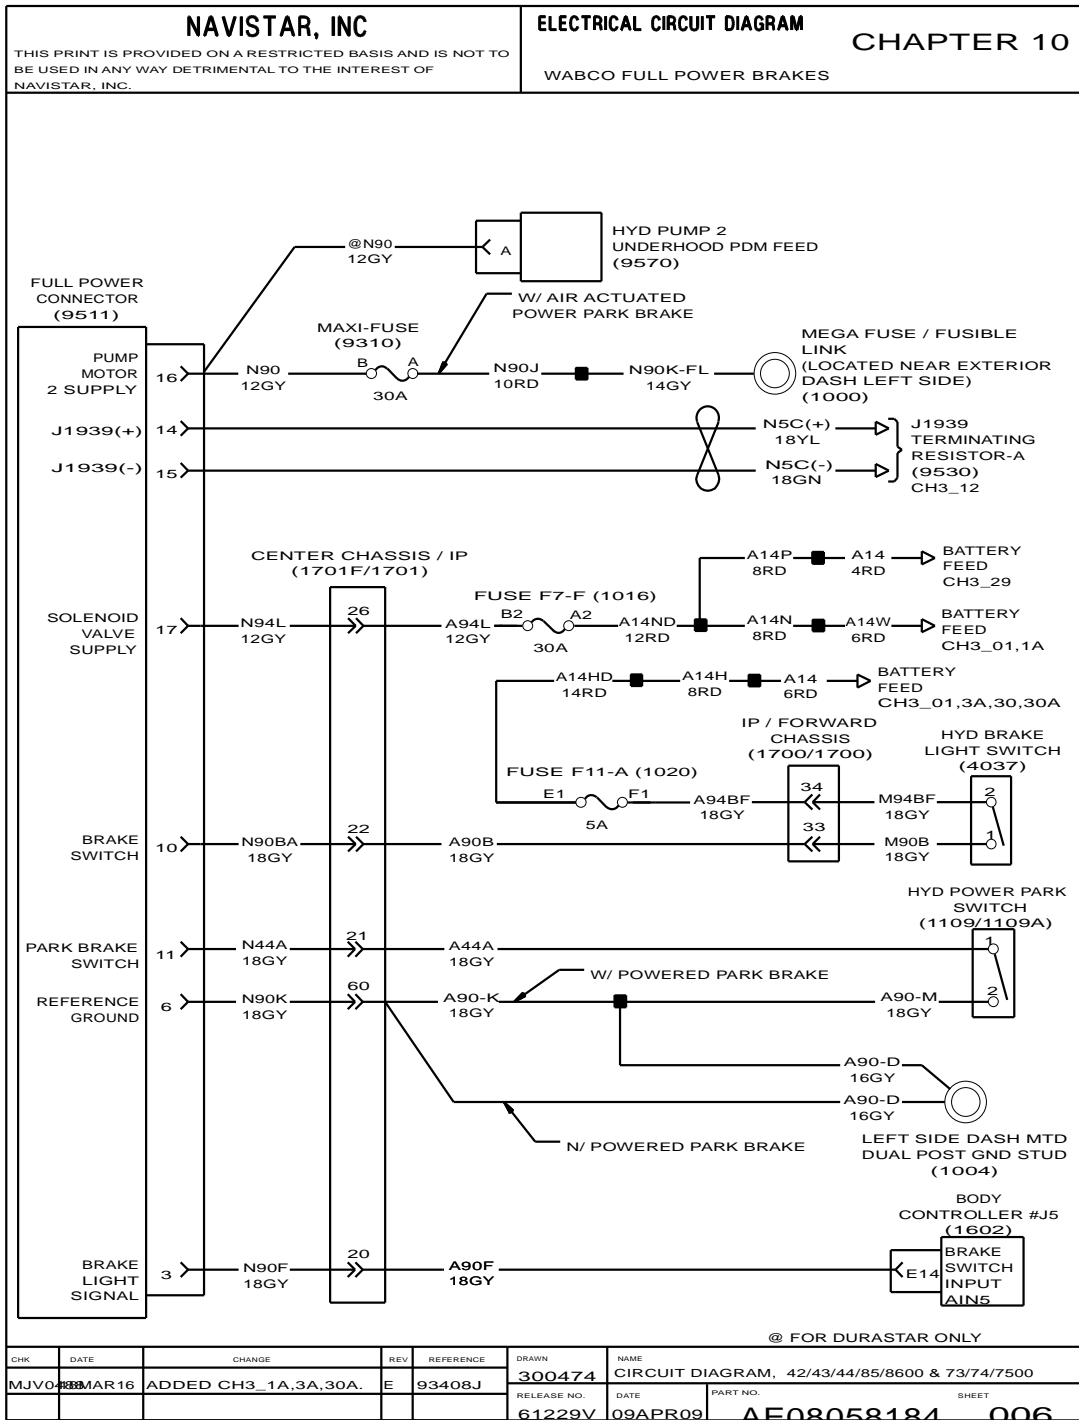 NAVISTAR, INC
THIS PRINT IS PROVIDED ON A RESTRICTED BASIS AND IS NOT TO
BE USED IN ANY WAY DETRIMENTAL TO THE INTEREST OF
NAVISTAR, INC.
ELECTRICAL CIRCUIT DIAGRAM
CHAPTER 10
WABCO FULL POWER BRAKES
@N90
12GY
A
HYD PUMP 2
UNDERHOOD PDM FEED
(9570)
FULL POWER
CONNECTOR
(9511)
W/ AIR ACTUATED
POWER PARK BRAKE
MAXI-FUSE
(9310)
MEGA FUSE / FUSIBLE
LINK
(LOCATED NEAR EXTERIOR
DASH LEFT SIDE)
(1000)
PUMP
MOTOR
2 SUPPLY
16
N90
12GY
B
A
30A
N90J
10RD
N90K-FL
14GY
J1939(+)
14
N5C(+)
18YL
J1939
TERMINATING
RESISTOR-A
(9530)
CH3_12
J1939(-)
15
N5C(-)
18GN
CENTER CHASSIS / IP
(1701F/1701)
A14P
8RD
A14
4RD
BATTERY
FEED
CH3_29
SOLENOID
VALVE
SUPPLY
17
N94L
12GY
26
A94L
12GY
FUSE F7-F (1016)
B2
A2
30A
A14ND
12RD
A14N
8RD
A14W
6RD
BATTERY
FEED
CH3_01,1A
A14HD
14RD
A14H
8RD
A14
6RD
BATTERY
FEED
CH3_01,3A,30,30A
IP / FORWARD
CHASSIS
(1700/1700)
HYD BRAKE
LIGHT SWITCH
(4037)
FUSE F11-A (1020)
E1
F1
5A
A94BF
18GY
34
M94BF
18GY
2
BRAKE
SWITCH
10
N90BA
18GY
22
A90B
18GY
33
M90B
18GY
1
HYD POWER PARK
SWITCH
(1109/1109A)
PARK BRAKE
SWITCH
11
N44A
18GY
21
A44A
18GY
1
W/ POWERED PARK BRAKE
REFERENCE
GROUND
6
N90K
18GY
60
A90-K
18GY
A90-M
18GY
2
A90-D
16GY
A90-D
16GY
N/ POWERED PARK BRAKE
LEFT SIDE DASH MTD
DUAL POST GND STUD
(1004)
BODY
CONTROLLER #J5
(1602)
BRAKE
LIGHT
SIGNAL
3
N90F
18GY
20
A90F
18GY
E14
BRAKE
SWITCH
INPUT
AIN5
@ FOR DURASTAR ONLY
CHK DATE CHANGE REV REFERENCE
ADDED CH3_1A,3A,30A. E 93408J
DRAWN
300474
NAME
CIRCUIT DIAGRAM, 42/43/44/85/8600 & 73/74/7500
RELEASE NO.
61229V
DATE
09APR09
PART NO.
AE08058184
SHEET
006